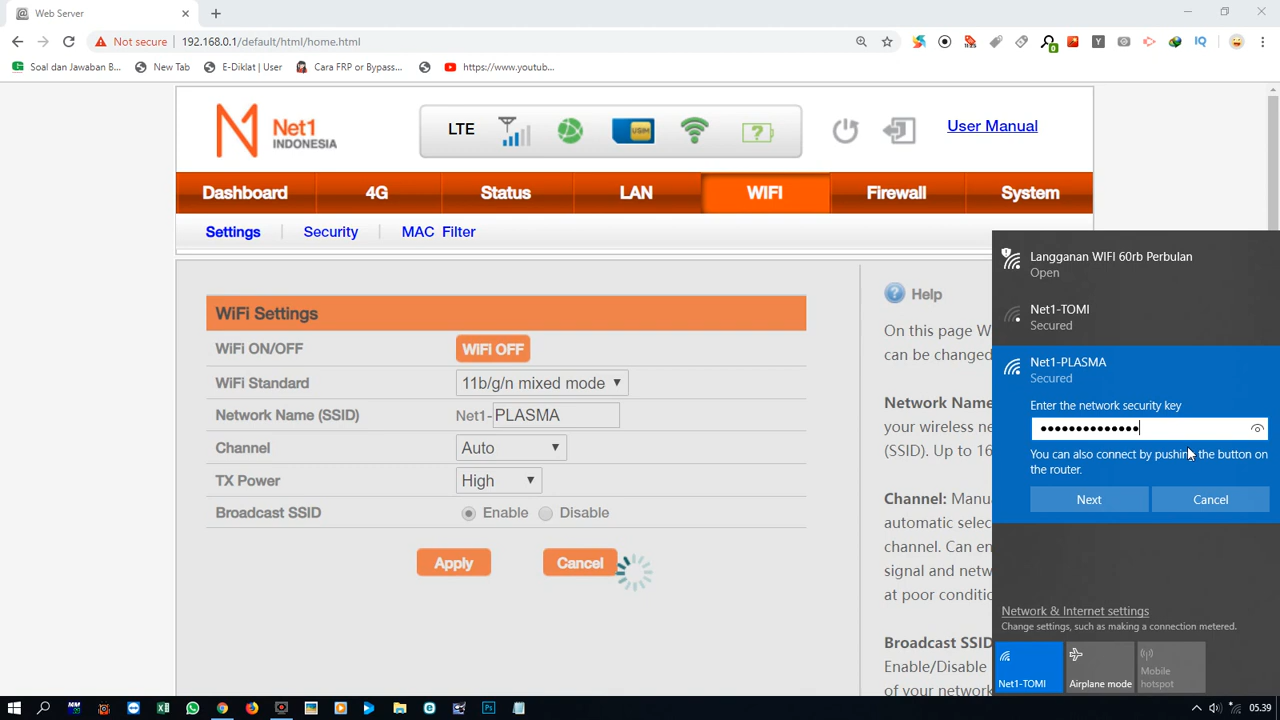 Web Server
Not secure | 192.168.0.1/default/html/home.html
Soal dan Jawaban B...
New Tab
E-Diklat | User
Cara FRP or Bypass...
https://www.youtub...
Net1
INDONESIA
LTE
USIM
User Manual
Dashboard
4G
Status
LAN
WIFI
Firewall
System
Settings
Security
MAC Filter
WiFi Settings
WiFi ON/OFF
WiFi OFF
WiFi Standard
11b/g/n mixed mode
Network Name (SSID)
Net1-PLASMA
Channel
Auto
TX Power
High
Broadcast SSID
Enable
Disable
Apply
Cancel
Help
On this page W
can be changed
Network Name
your wireless ne
(SSID). Up to 16
Channel: Manu
automatic selec
channel. Can en
signal and netw
at poor conditio
Broadcast SSID
Enable/Disable
of your network
Langganan WIFI 60rb Perbulan
Open
Net1-TOMI
Secured
Net1-PLASMA
Secured
Enter the network security key
●●●●●●●●●●●●●●
You can also connect by pushing the button on
the router.
Next
Cancel
Network & Internet settings
Change settings, such as making a connection metered.
Net1-TOMI
Airplane mode
Mobile
hotspot
05.39